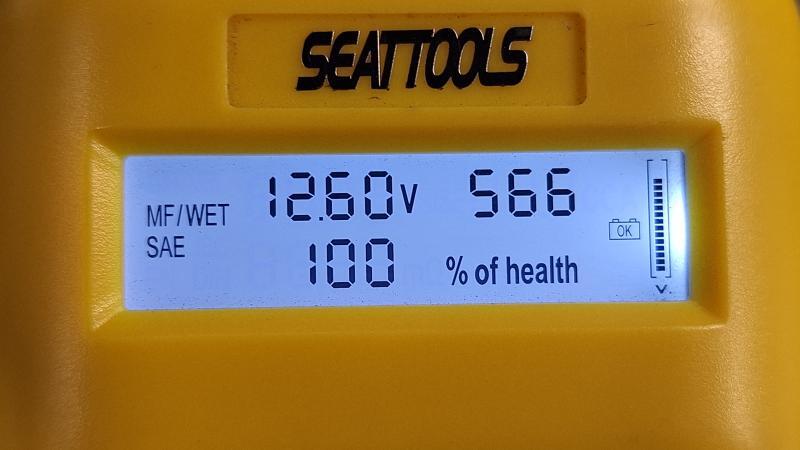 SEATTOOLS
MF/WET 12.60V 566
SAE 100 % of health
OK